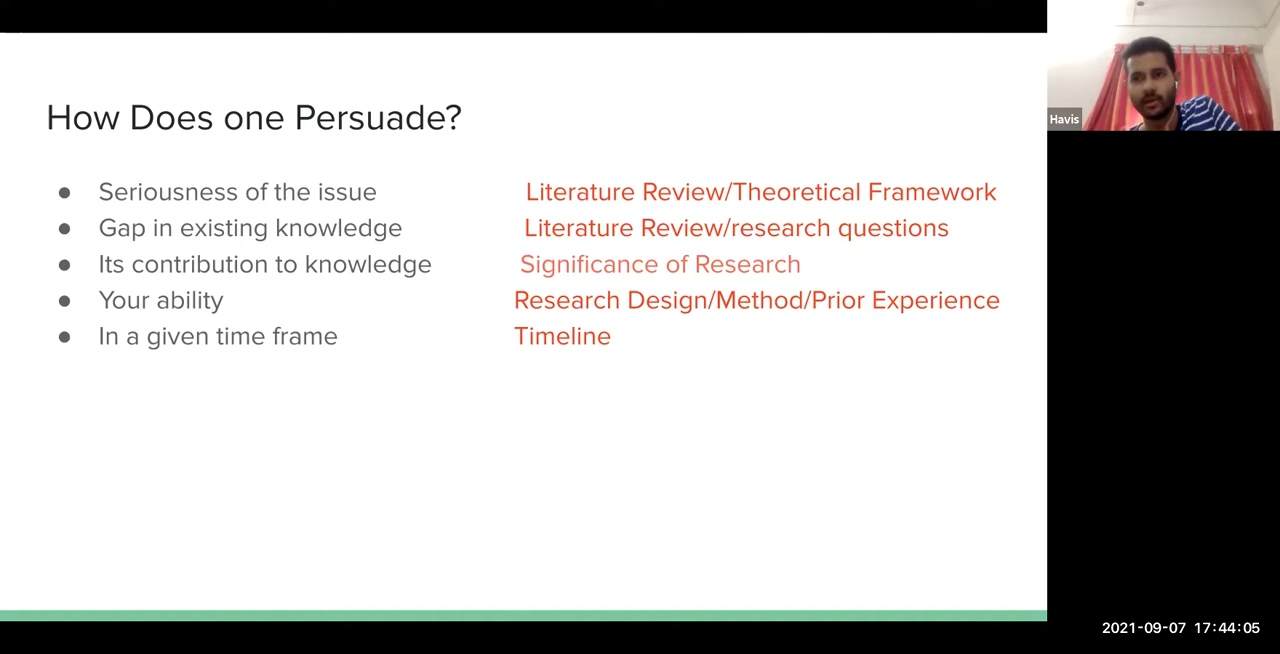 How Does one Persuade?
● Seriousness of the issue Literature Review/Theoretical Framework
● Gap in existing knowledge Literature Review/research questions
● Its contribution to knowledge Significance of Research
● Your ability Research Design/Method/Prior Experience
● In a given time frame Timeline
Havis
2021-09-07 17:44:05